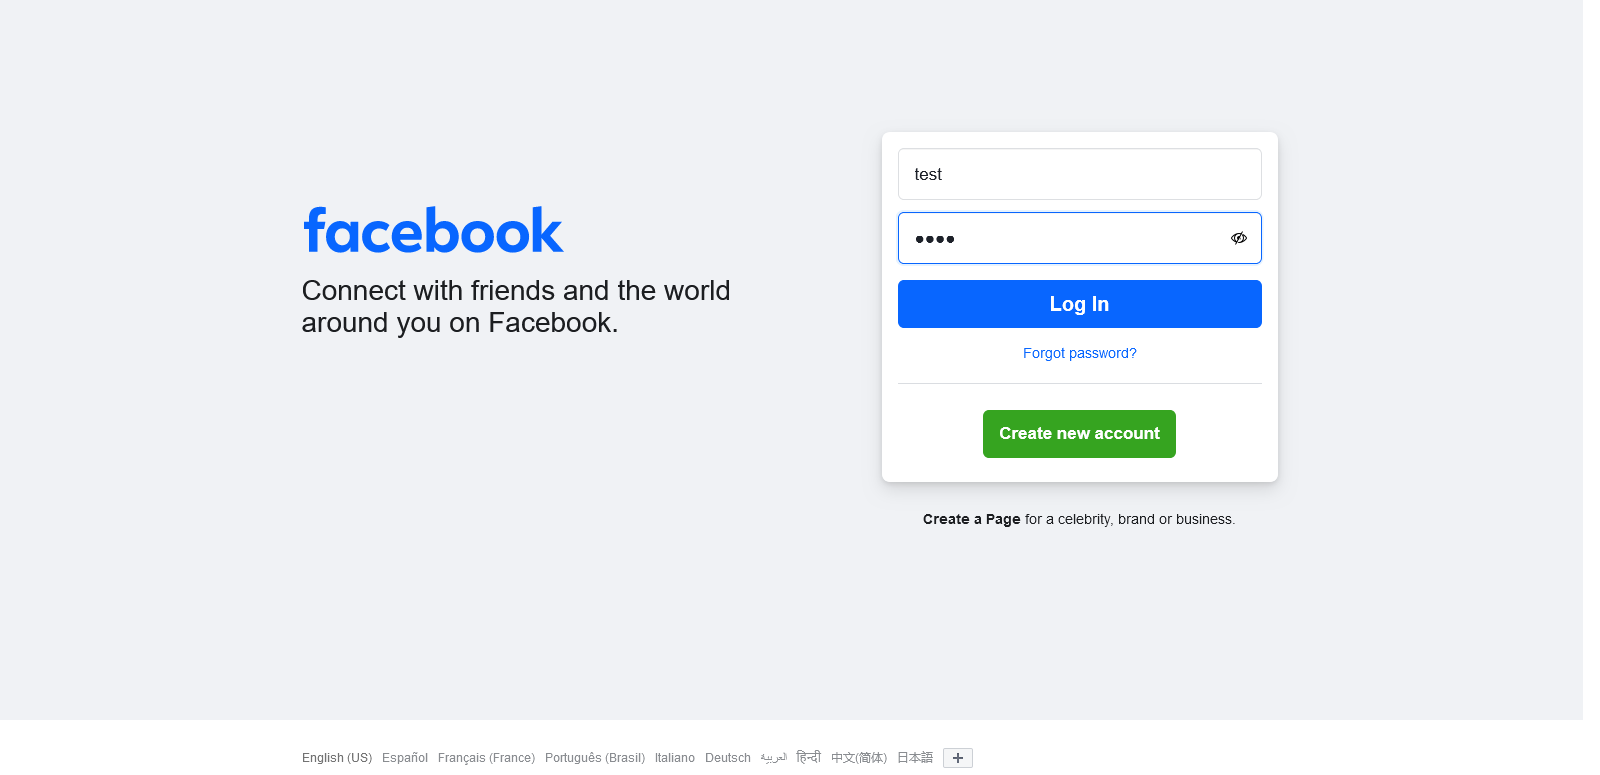 facebook
Connect with friends and the world
around you on Facebook.
test
●●●●
Log In
Forgot password?
Create new account
Create a Page for a celebrity, brand or business.
English (US) Español Français (France) Português (Brasil) Italiano Deutsch العربية हिन्दी 中文(简体) 日本語